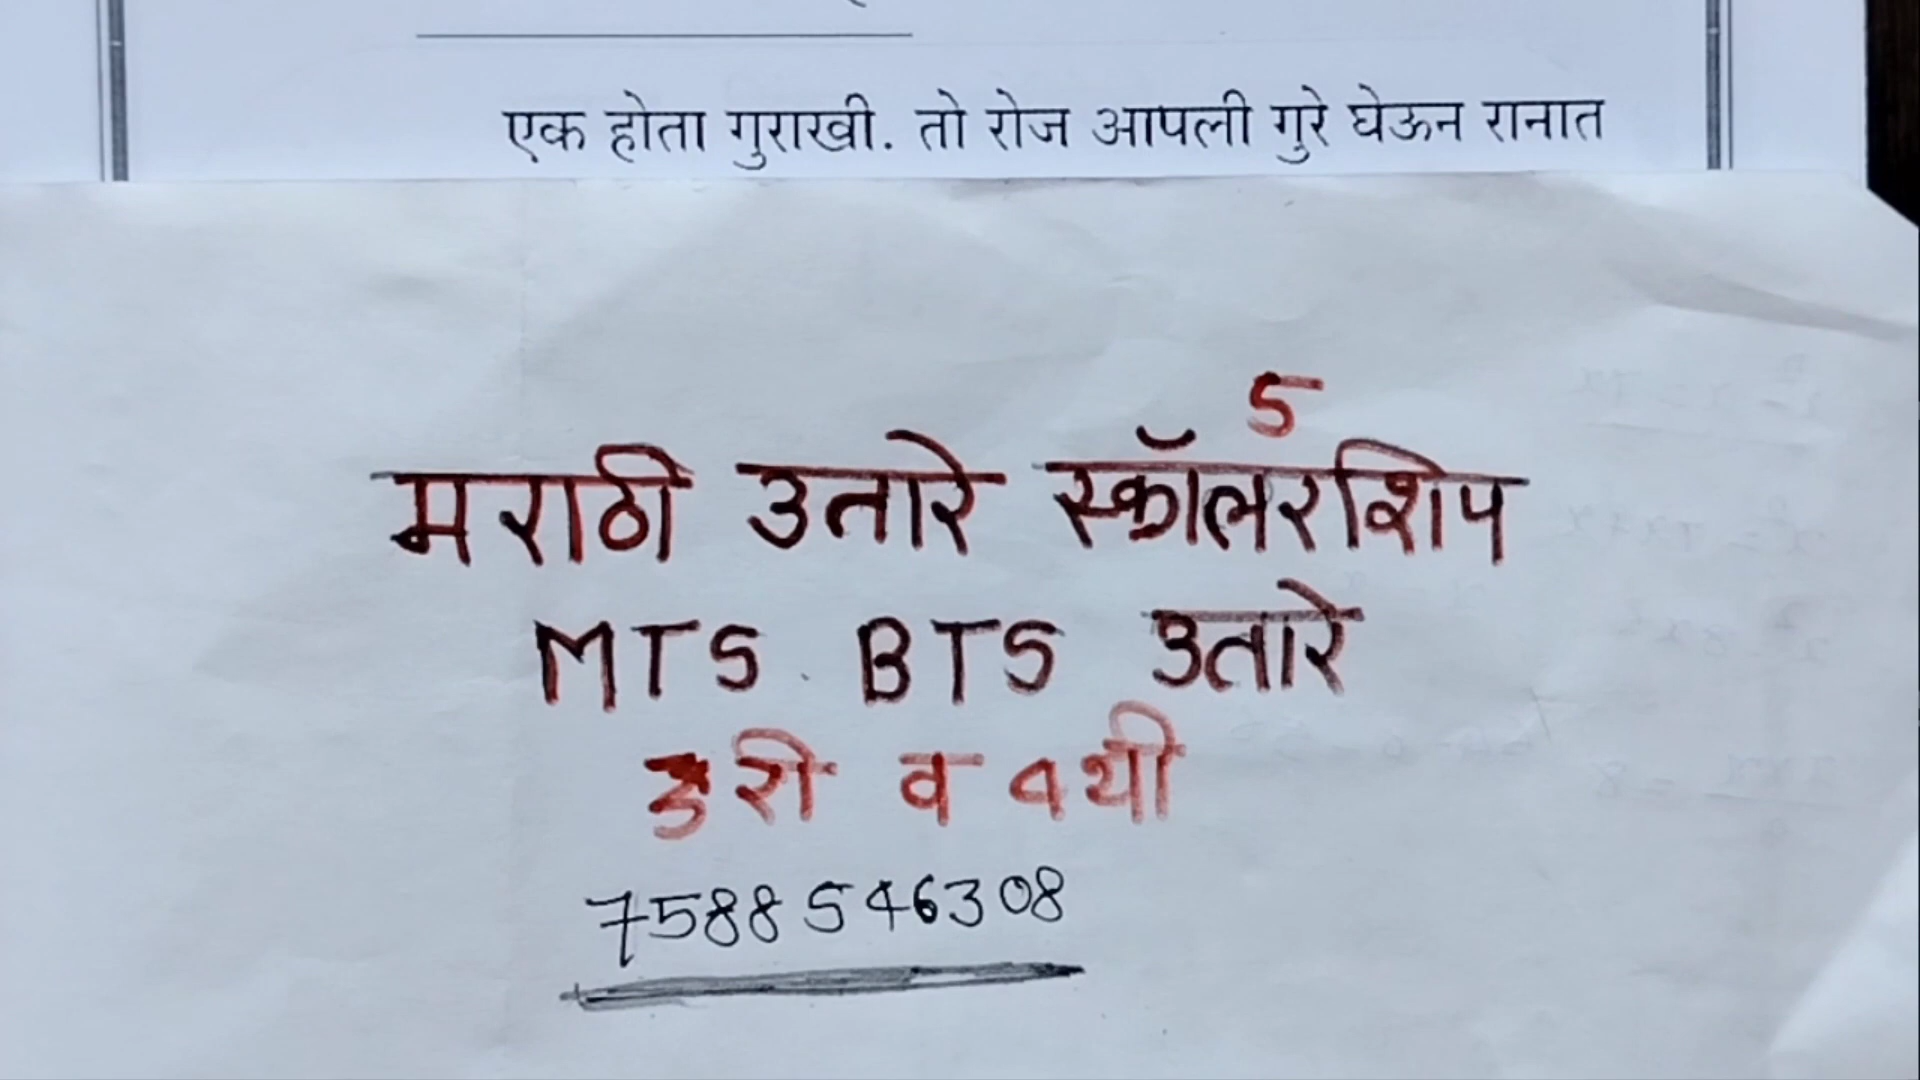 एक होता गुराखी. तो रोज आपली गुरे घेऊन रानात
5
मराठी उतारे स्कॉलरशिप
MTS BTS उतारे
3री व 4थी
7588546308